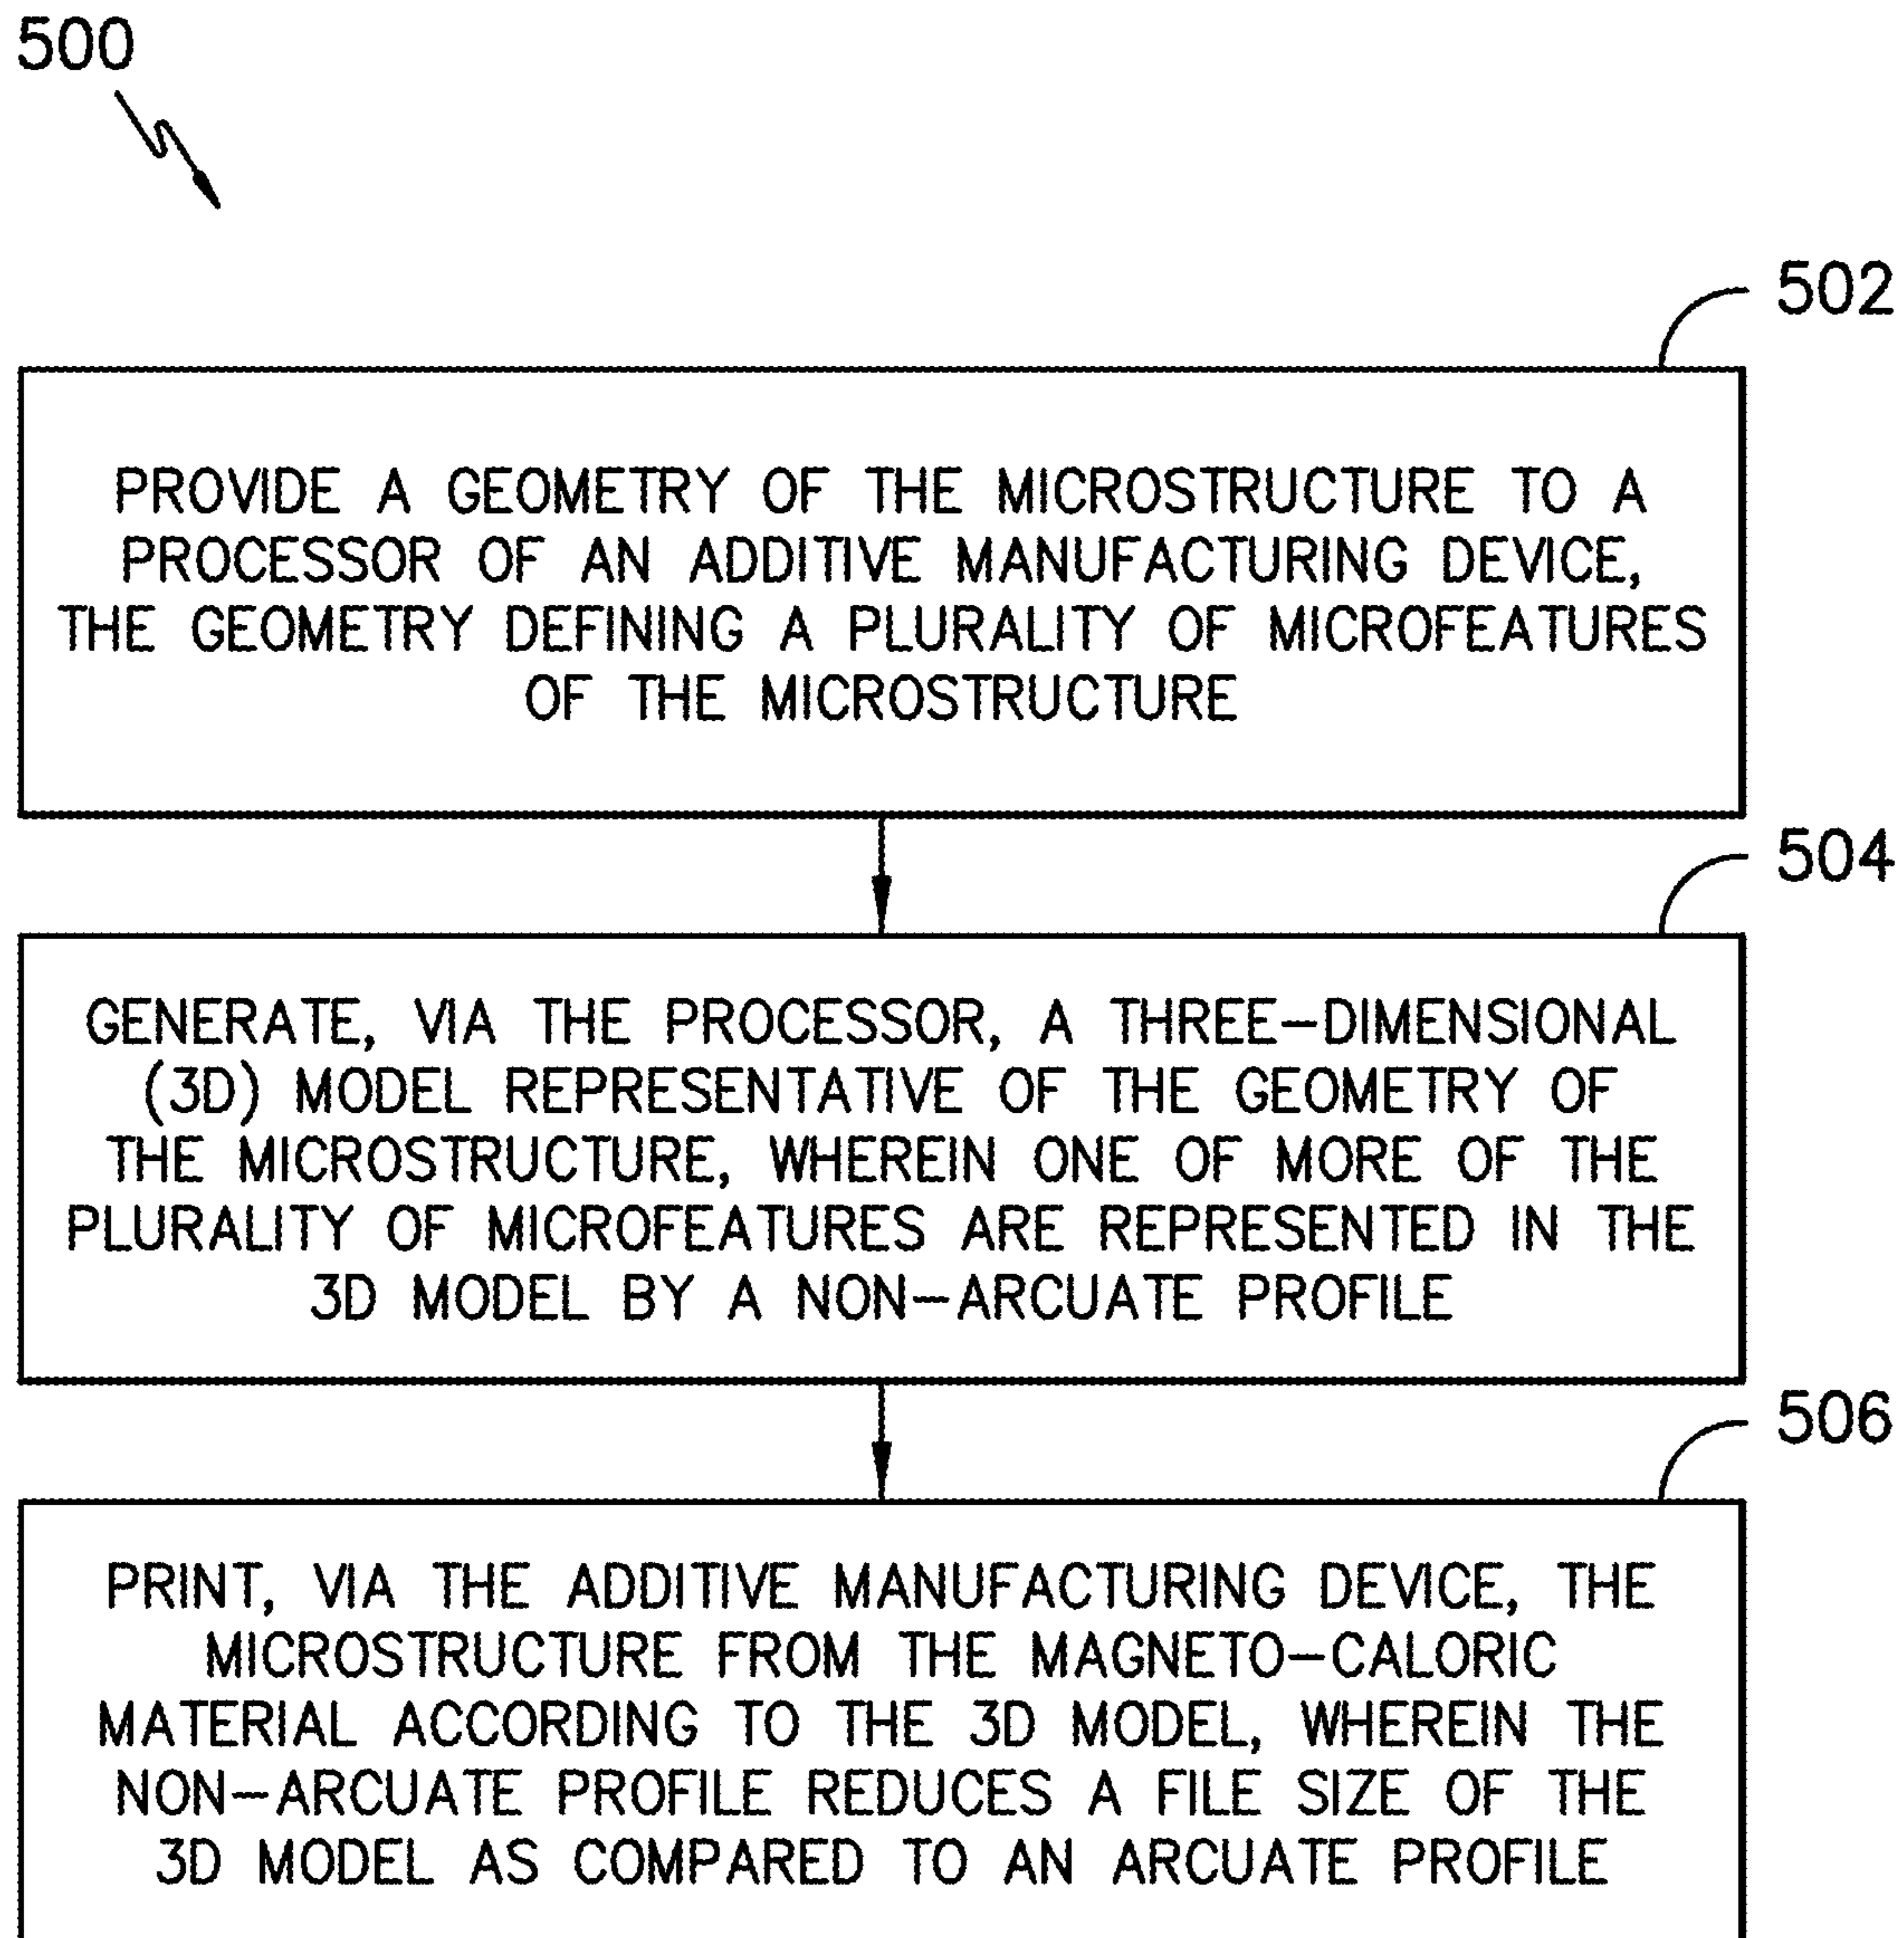 500
502
PROVIDE A GEOMETRY OF THE MICROSTRUCTURE TO A
PROCESSOR OF AN ADDITIVE MANUFACTURING DEVICE,
THE GEOMETRY DEFINING A PLURALITY OF MICROFEATURES
OF THE MICROSTRUCTURE
504
GENERATE, VIA THE PROCESSOR, A THREE-DIMENSIONAL
(3D) MODEL REPRESENTATIVE OF THE GEOMETRY OF
THE MICROSTRUCTURE, WHEREIN ONE OF MORE OF THE
PLURALITY OF MICROFEATURES ARE REPRESENTED IN THE
3D MODEL BY A NON-ARCUATE PROFILE
506
PRINT, VIA THE ADDITIVE MANUFACTURING DEVICE, THE
MICROSTRUCTURE FROM THE MAGNETO-CALORIC
MATERIAL ACCORDING TO THE 3D MODEL, WHEREIN THE
NON-ARCUATE PROFILE REDUCES A FILE SIZE OF THE
3D MODEL AS COMPARED TO AN ARCUATE PROFILE